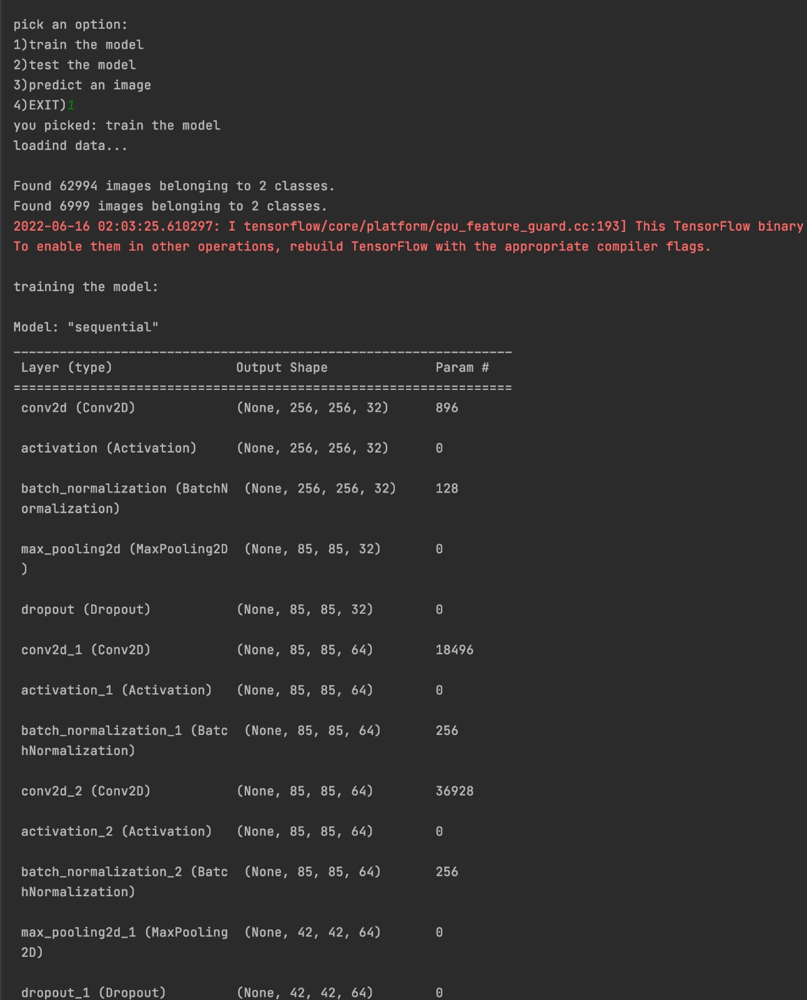 pick an option:
1)train the model
2)test the model
3)predict an image
4)EXIT)1
you picked: train the model
loadind data...
Found 62994 images belonging to 2 classes.
Found 6999 images belonging to 2 classes.
2022-06-16 02:03:25.610297: I tensorflow/core/platform/cpu_feature_guard.cc:193] This TensorFlow binary
To enable them in other operations, rebuild TensorFlow with the appropriate compiler flags.
training the model:
Model: "sequential"
_________________________________________________________________
Layer (type) Output Shape Param #
=================================================================
conv2d (Conv2D) (None, 256, 256, 32) 896
activation (Activation) (None, 256, 256, 32) 0
batch_normalization (BatchN (None, 256, 256, 32) 128
ormalization)
max_pooling2d (MaxPooling2D (None, 85, 85, 32) 0
)
dropout (Dropout) (None, 85, 85, 32) 0
conv2d_1 (Conv2D) (None, 85, 85, 64) 18496
activation_1 (Activation) (None, 85, 85, 64) 0
batch_normalization_1 (Batc (None, 85, 85, 64) 256
hNormalization)
conv2d_2 (Conv2D) (None, 85, 85, 64) 36928
activation_2 (Activation) (None, 85, 85, 64) 0
batch_normalization_2 (Batc (None, 85, 85, 64) 256
hNormalization)
max_pooling2d_1 (MaxPooling (None, 42, 42, 64) 0
2D)
dropout_1 (Dropout) (None, 42, 42, 64) 0